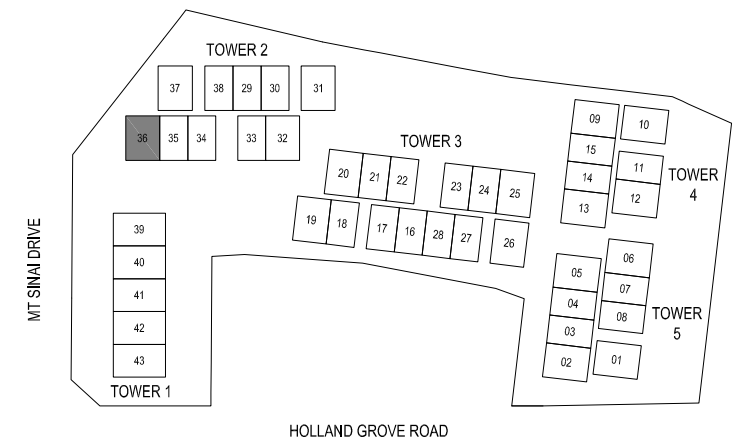 TOWER 2
37 38 29 30 31
36 35 34 33 32
TOWER 3
20 21 22 23 24 25
19 18 17 16 28 27 26
09 10
15
11
14
12
13
TOWER
4
06
05
07
04
08
03
02 01
TOWER
5
39
40
41
42
43
TOWER 1
MT SINAI DRIVE
HOLLAND GROVE ROAD